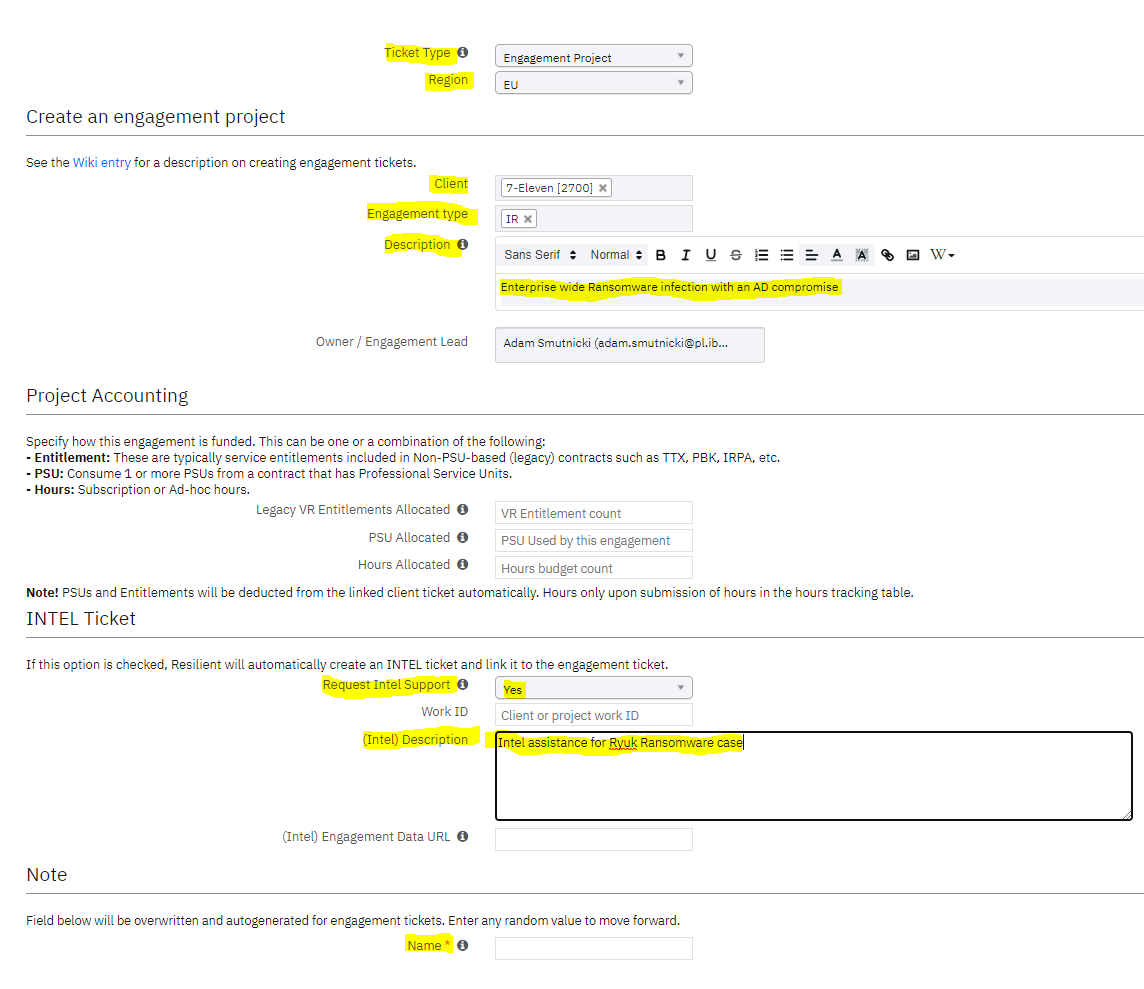 Ticket Type Engagement Project
Region EU
Create an engagement project
See the Wiki entry for a description on creating engagement tickets.
Client 7-Eleven [2700] ×
Engagement type IR ×
Description Sans Serif Normal B I U S A A W
Enterprise wide Ransomware infection with an AD compromise
Owner / Engagement Lead Adam Smutnicki (adam.smutnicki@pl.ib...
Project Accounting
Specify how this engagement is funded. This can be one or a combination of the following:
- Entitlement: These are typically service entitlements included in Non-PSU-based (legacy) contracts such as TTX, PBK, IRPA, etc.
- PSU: Consume 1 or more PSUs from a contract that has Professional Service Units.
- Hours: Subscription or Ad-hoc hours.
Legacy VR Entitlements Allocated VR Entitlement count
PSU Allocated PSU Used by this engagement
Hours Allocated Hours budget count
Note! PSUs and Entitlements will be deducted from the linked client ticket automatically. Hours only upon submission of hours in the hours tracking table.
INTEL Ticket
If this option is checked, Resilient will automatically create an INTEL ticket and link it to the engagement ticket.
Request Intel Support Yes
Work ID Client or project work ID
(Intel) Description Intel assistance for Ryuk Ransomware case
(Intel) Engagement Data URL
Note
Field below will be overwritten and autogenerated for engagement tickets. Enter any random value to move forward.
Name *